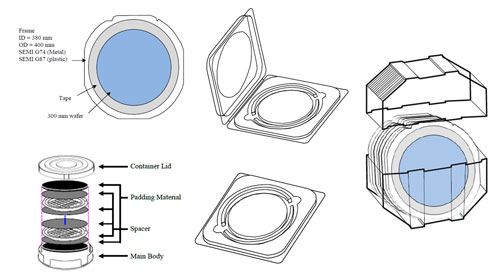 Frame
ID = 380 mm
OD = 400 mm
SEMI G74 (Metal)
SEMI G87 (plastic)
Tape
300 mm wafer
Container Lid
Padding Material
Spacer
Main Body